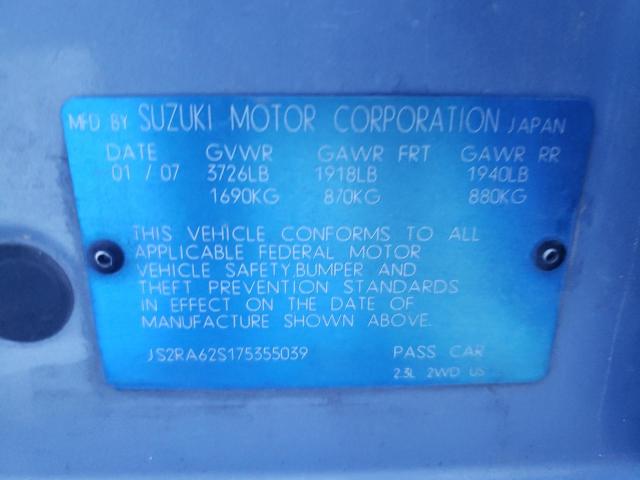 MFD BY SUZUKI MOTOR CORPORATION JAPAN
DATE GVWR GAWR FRT GAWR RR
01 / 07 3726LB 1918LB 1940LB
1690KG 870KG 880KG
THIS VEHICLE CONFORMS TO ALL
APPLICABLE FEDERAL MOTOR
VEHICLE SAFETY,BUMPER AND
THEFT PREVENTION STANDARDS
IN EFFECT ON THE DATE OF
MANUFACTURE SHOWN ABOVE.
JS2RA62S175355039 PASS CAR
2.3L 2WD US